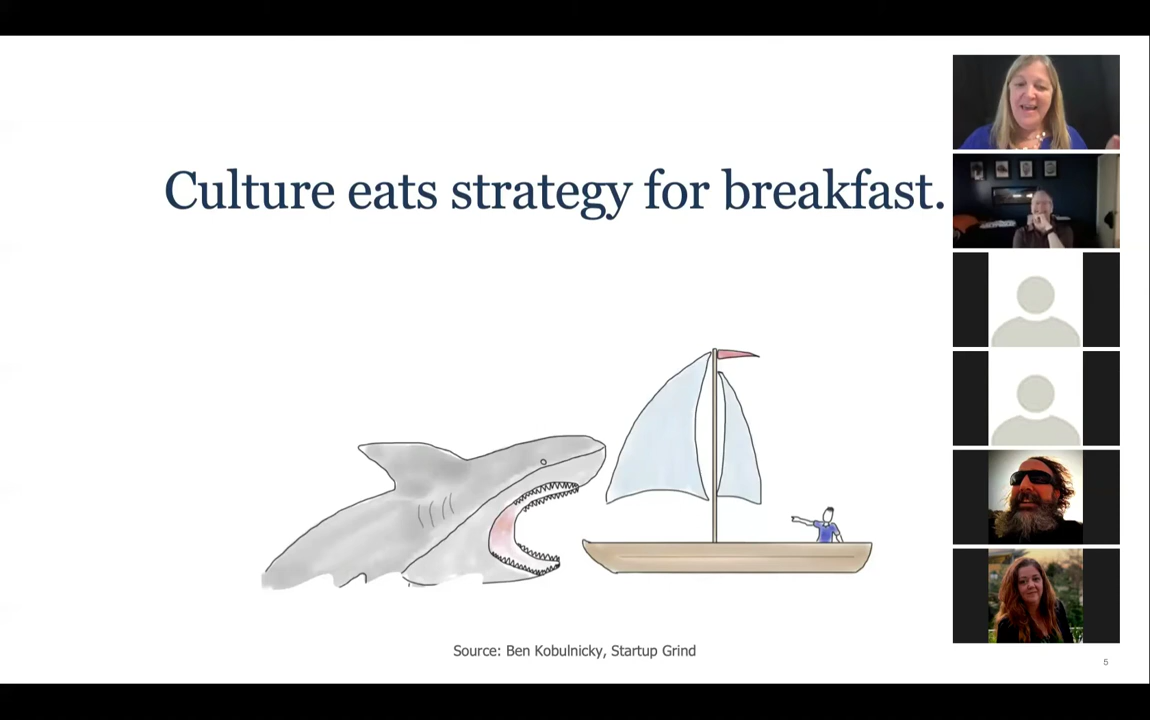 Culture eats strategy for breakfast.
Source: Ben Kobulnicky, Startup Grind
5